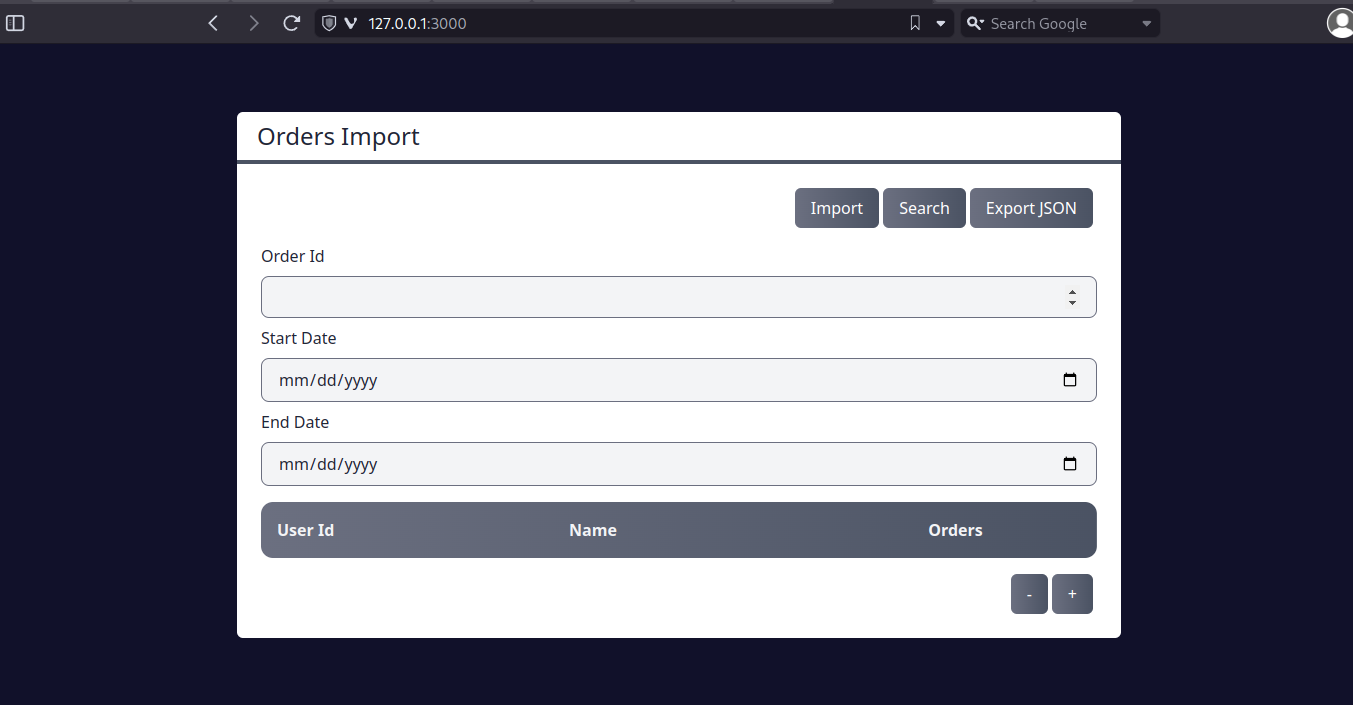 127.0.0.1:3000
Search Google
Orders Import
Import Search Export JSON
Order Id
Start Date
mm/dd/yyyy
End Date
mm/dd/yyyy
User Id Name Orders
- +